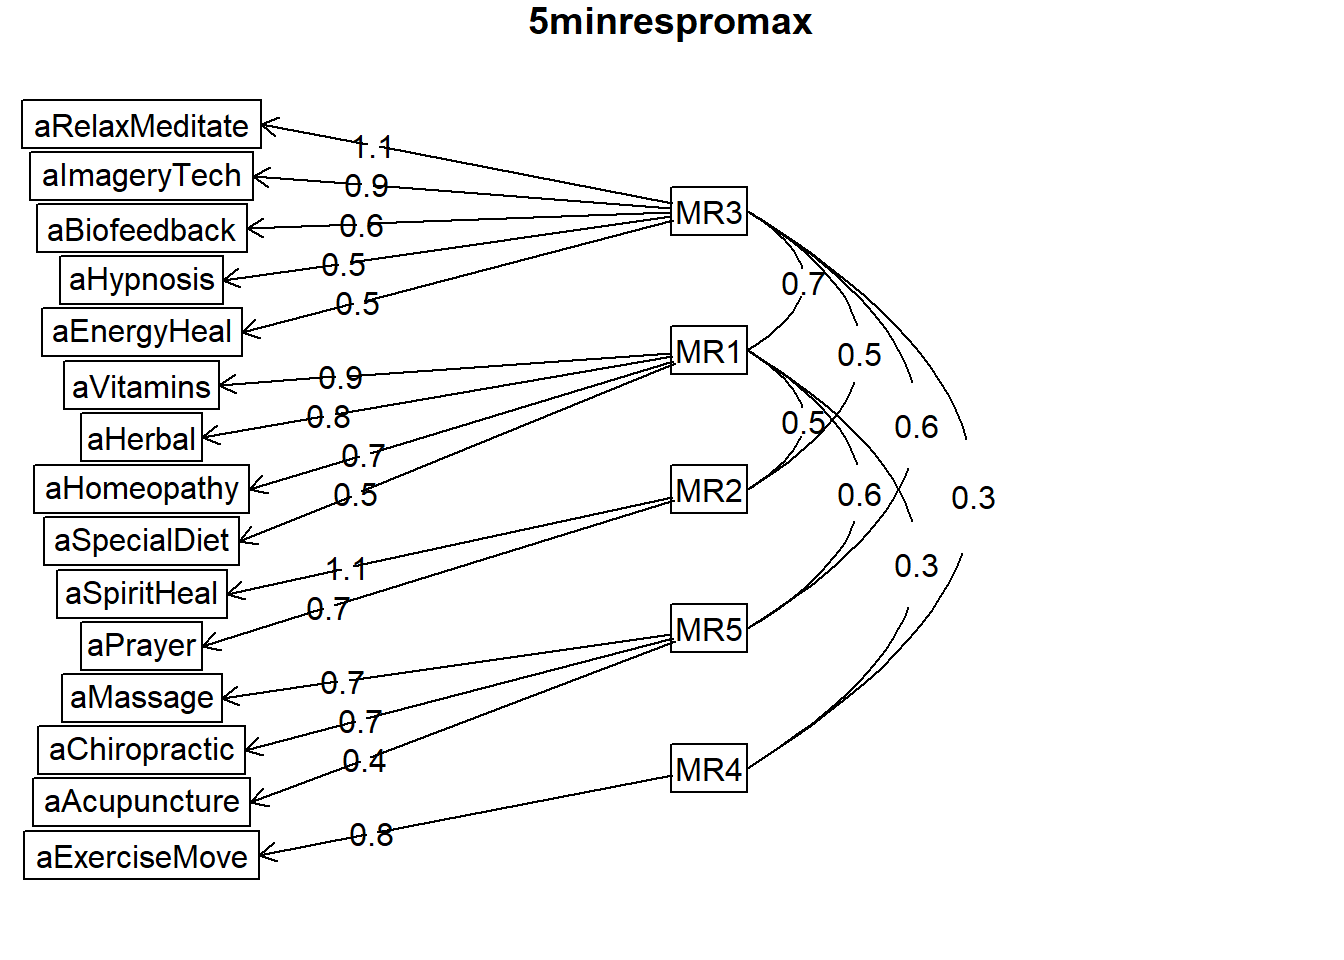 5minrespromax
aRelaxMeditate
aImageryTech
aBiofeedback
aHypnosis
aEnergyHeal
aVitamins
aHerbal
aHomeopathy
aSpecialDiet
aSpiritHeal
aPrayer
aMassage
aChiropractic
aAcupuncture
aExerciseMove
1.1
0.9
0.6
0.5
0.5
0.9
0.8
0.7
0.5
1.1
0.7
0.7
0.7
0.4
0.8
MR3
MR1
MR2
MR5
MR4
0.7
0.5
0.5
0.6
0.6
0.3
0.3